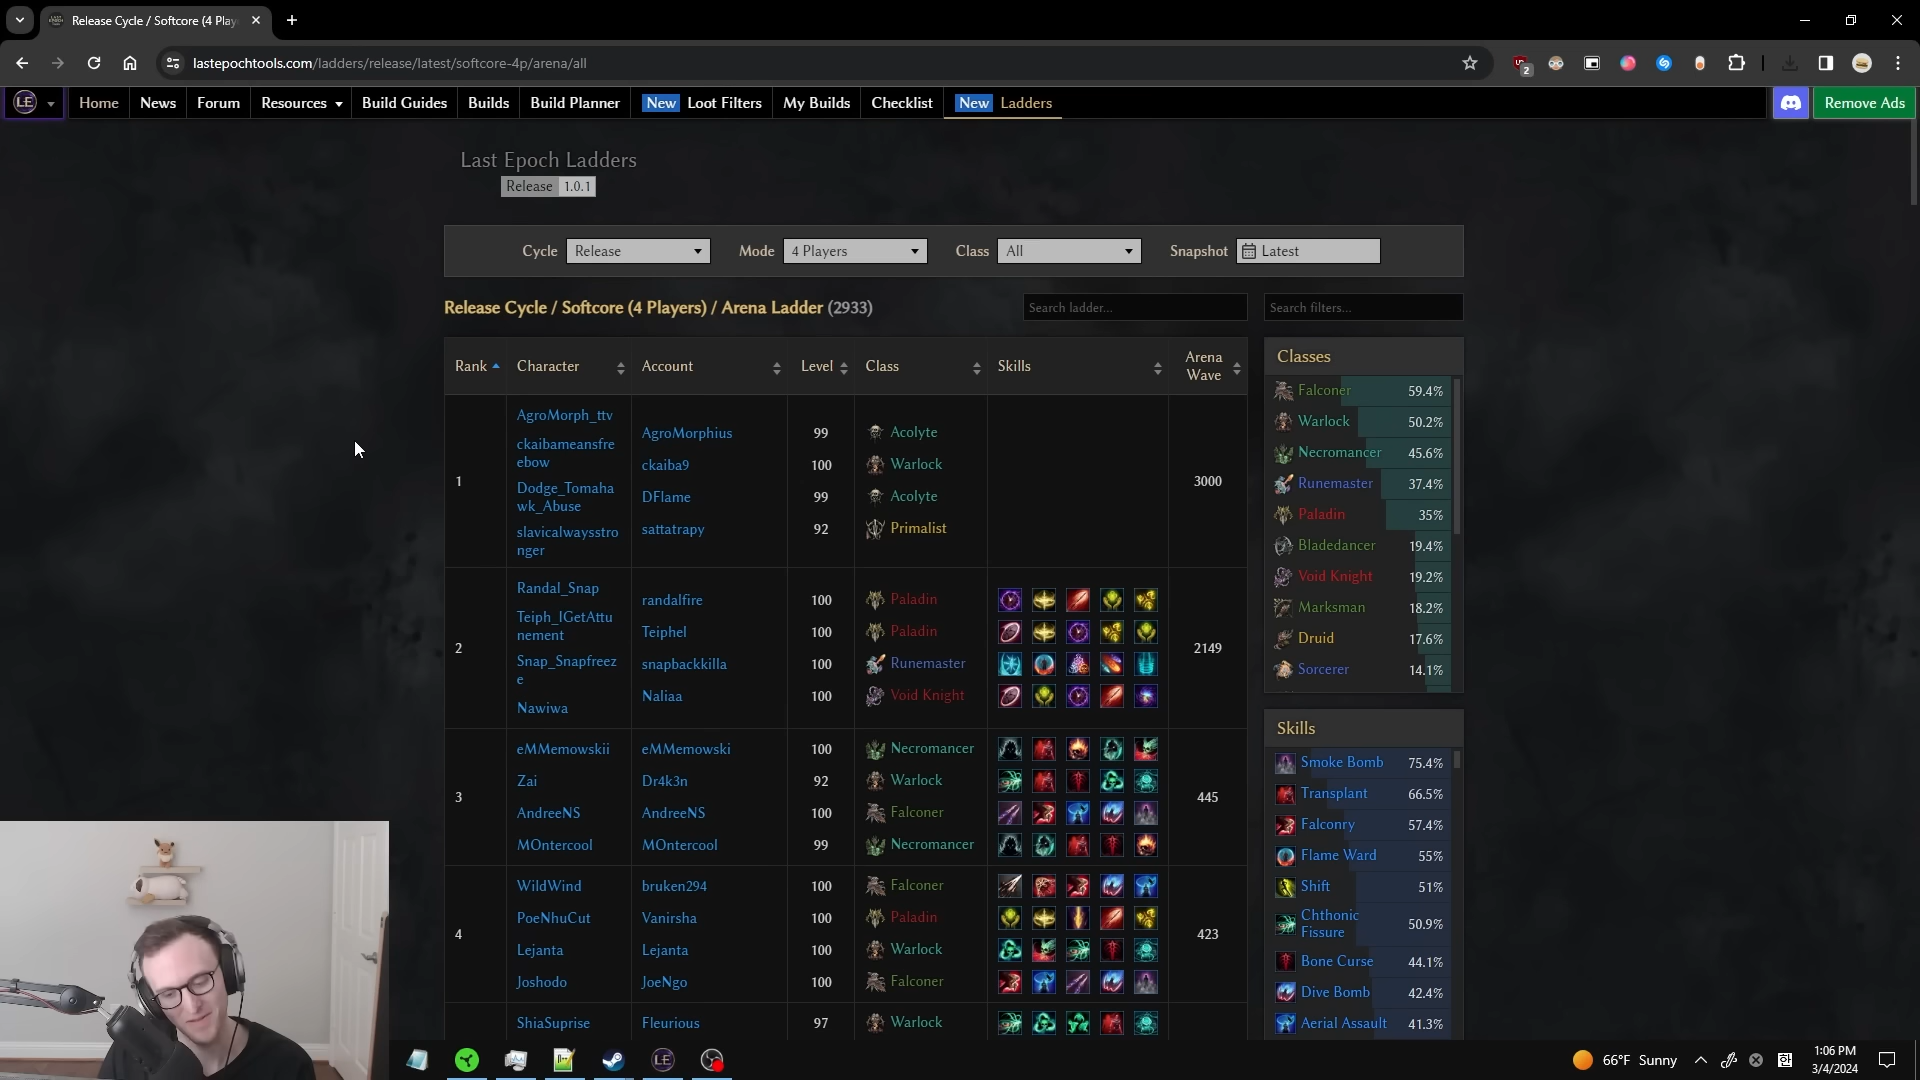 Release Cycle / Softcore (4 Play
lastepochtools.com/ladders/release/latest/softcore-4p/arena/all
2
LE
Home
News
Forum
Resources
Build Guides
Builds
Build Planner
New Loot Filters
My Builds
Checklist
New Ladders
Remove Ads
Last Epoch Ladders
Release 1.0.1
Cycle Release
Mode 4 Players
Class All
Snapshot Latest
Release Cycle / Softcore (4 Players) / Arena Ladder (2933)
Search ladder...
Search filters...
Rank
Character
Account
Level
Class
Skills
Arena
Wave
1
AgroMorph_ttv
ckaibameansfre
ebow
Dodge_Tomaha
wk_Abuse
slavicalwaysstro
nger
AgroMorphius
ckaiba9
DFlame
sattatrapy
99
100
99
92
Acolyte
Warlock
Acolyte
Primalist
3000
2
Randal_Snap
Teiph_IGetAttu
nement
Snap_Snapfreez
e
Nawiwa
randalfire
Teiphel
snapbackkilla
Naliaa
100
100
100
100
Paladin
Paladin
Runemaster
Void Knight
2149
3
eMMemowskii
Zai
AndreeNS
MOntercool
eMMemowski
Dr4k3n
AndreeNS
MOntercool
100
92
100
99
Necromancer
Warlock
Falconer
Necromancer
445
4
WildWind
PoeNhuCut
Lejanta
Joshodo
bruken294
Vanirsha
Lejanta
JoeNgo
100
100
100
100
Falconer
Paladin
Warlock
Falconer
423
ShiaSuprise
Fleurious
97
Warlock
Classes
Falconer 59.4%
Warlock 50.2%
Necromancer 45.6%
Runemaster 37.4%
Paladin 35%
Bladedancer 19.4%
Void Knight 19.2%
Marksman 18.2%
Druid 17.6%
Sorcerer 14.1%
Skills
Smoke Bomb 75.4%
Transplant 66.5%
Falconry 57.4%
Flame Ward 55%
Shift 51%
Chthonic
Fissure 50.9%
Bone Curse 44.1%
Dive Bomb 42.4%
Aerial Assault 41.3%
LE
66°F Sunny
1:06 PM
3/4/2024